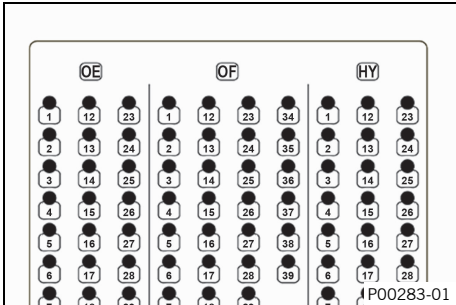 OE OF HY
1 12 23 1 12 23 34 1 12 23
2 13 24 2 13 24 35 2 13 24
3 14 25 3 14 25 36 3 14 25
4 15 26 4 15 26 37 4 15 26
5 16 27 5 16 27 38 5 16 27
6 17 28 6 17 28 39 6 17 28
P00283-01